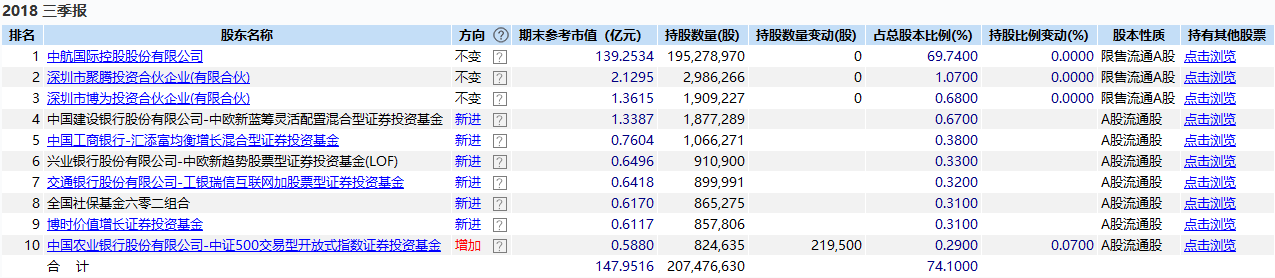 2018 三季报
排名 股东名称 方向 ? 期末参考市值 (亿元) 持股数量(股) 持股数量变动(股) 占总股本比例(%) 持股比例变动(%) 股本性质 持有其他股票
1 中航国际控股股份有限公司 不变 ? 139.2534 195,278,970 0 69.7400 0.0000 限售流通A股 点击浏览
2 深圳市聚腾投资合伙企业(有限合伙) 不变 ? 2.1295 2,986,266 0 1.0700 0.0000 限售流通A股 点击浏览
3 深圳市博为投资合伙企业(有限合伙) 不变 ? 1.3615 1,909,227 0 0.6800 0.0000 限售流通A股 点击浏览
4 中国建设银行股份有限公司-中欧新蓝筹灵活配置混合型证券投资基金 新进 ? 1.3387 1,877,289 0.6700 A股流通股 点击浏览
5 中国工商银行-汇添富均衡增长混合型证券投资基金 新进 ? 0.7604 1,066,271 0.3800 A股流通股 点击浏览
6 兴业银行股份有限公司-中欧新趋势股票型证券投资基金(LOF) 新进 ? 0.6496 910,900 0.3300 A股流通股 点击浏览
7 交通银行股份有限公司-工银瑞信互联网加股票型证券投资基金 新进 ? 0.6418 899,991 0.3200 A股流通股 点击浏览
8 全国社保基金六零二组合 新进 ? 0.6170 865,275 0.3100 A股流通股 点击浏览
9 博时价值增长证券投资基金 新进 ? 0.6117 857,806 0.3100 A股流通股 点击浏览
10 中国农业银行股份有限公司-中证500交易型开放式指数证券投资基金 增加 ? 0.5880 824,635 219,500 0.2900 0.0700 A股流通股 点击浏览
合 计 147.9516 207,476,630 74.1000